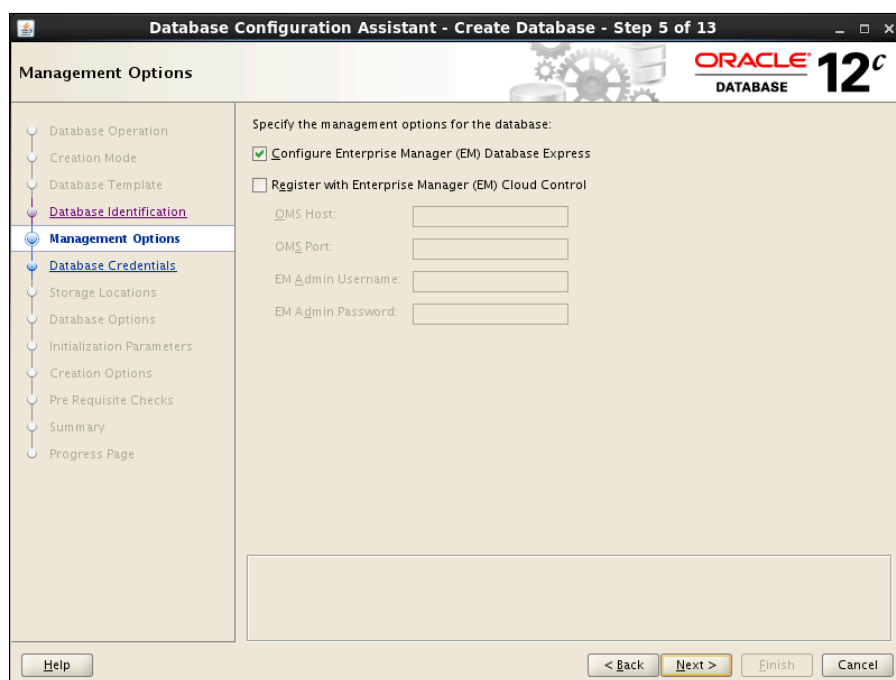 Database Configuration Assistant - Create Database - Step 5 of 13
Management Options
ORACLE
DATABASE
12c
Database Operation
Creation Mode
Database Template
Database Identification
Management Options
Database Credentials
Storage Locations
Database Options
Initialization Parameters
Creation Options
Pre Requisite Checks
Summary
Progress Page
Specify the management options for the database:
Configure Enterprise Manager (EM) Database Express
Register with Enterprise Manager (EM) Cloud Control
OMS Host:
OMS Port:
EM Admin Username:
EM Admin Password:
Help
< Back
Next >
Finish
Cancel